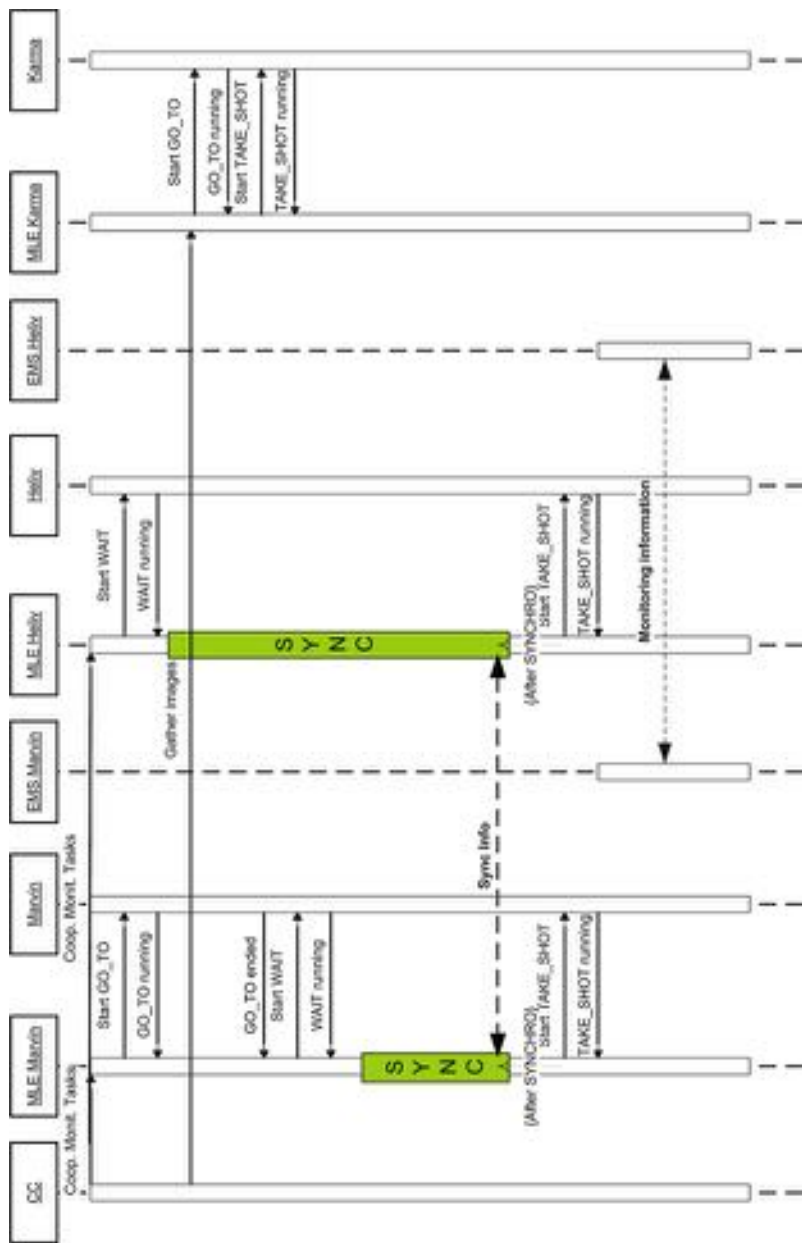 CC
MLE Marvin
Marvin
EMS Marvin
MLE Heliv
Heliv
EMS Heliv
MLE Karma
Karma
Coop. Monit. Tasks
Coop. Monit. Tasks
Start GO_TO
GO_TO running
Start WAIT
WAIT running
Gather images
Start GO_TO
GO_TO running
Start TAKE_SHOT
TAKE_SHOT running
GO_TO ended
Start WAIT
WAIT running
SYNC
SYNC
Sync Info
(After SYNCHRO)
Start TAKE_SHOT
TAKE_SHOT running
(After SYNCHRO)
Start TAKE_SHOT
TAKE_SHOT running
Monitoring information